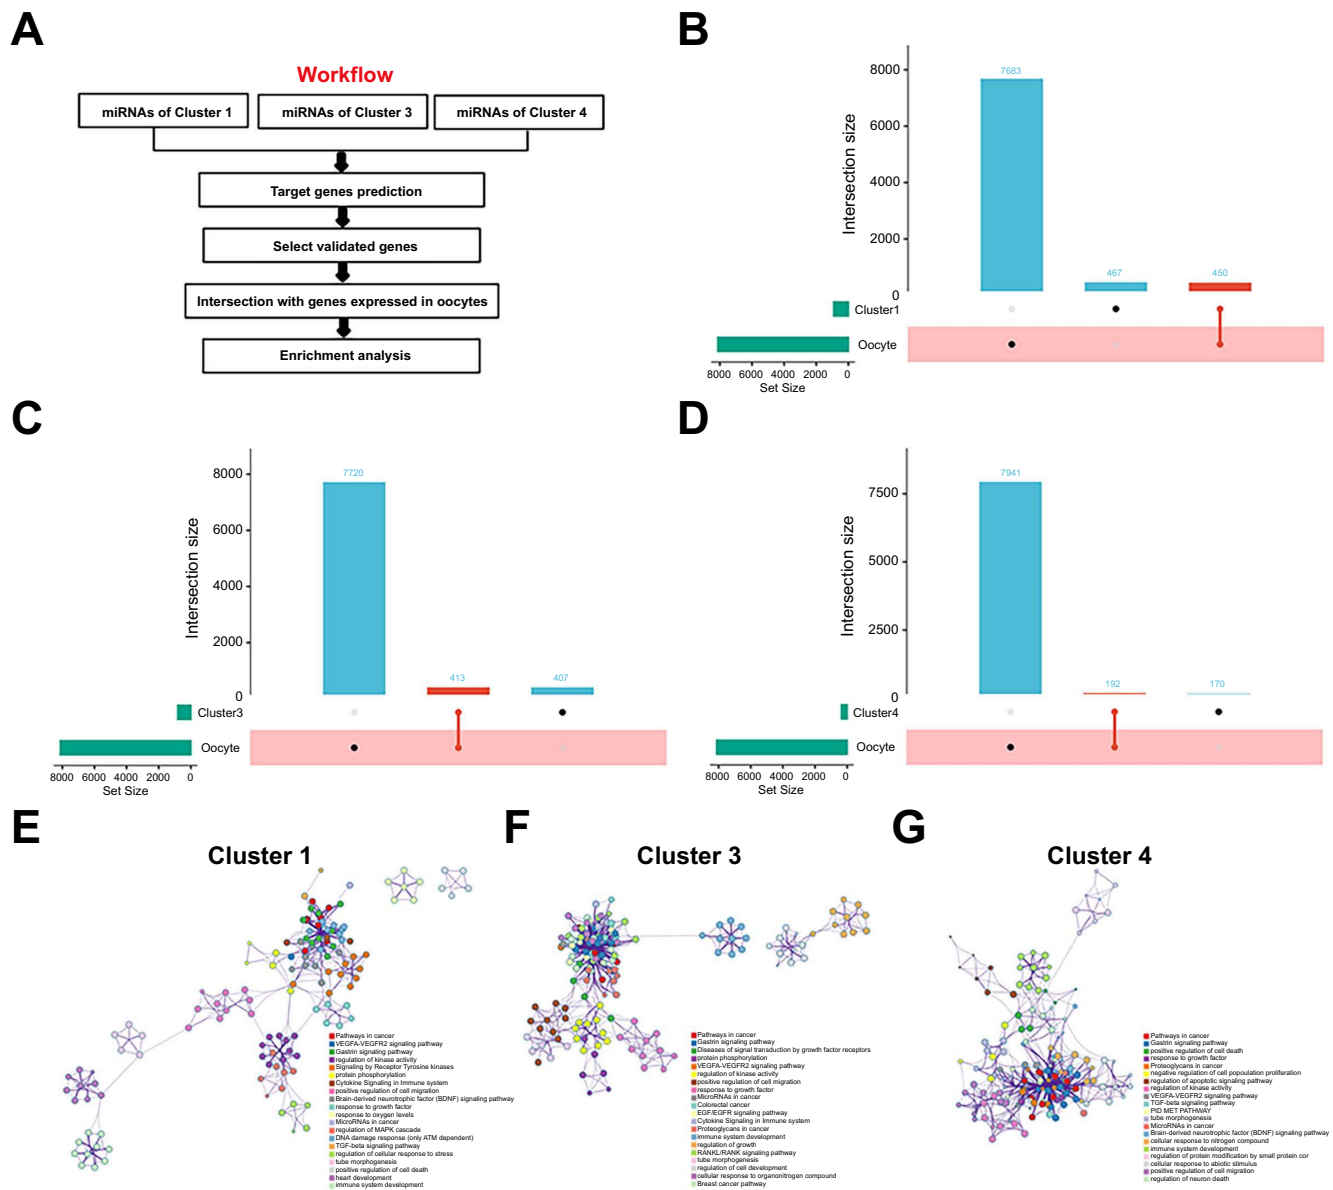 A
Workflow
miRNAs of Cluster 1
miRNAs of Cluster 3
miRNAs of Cluster 4
Target genes prediction
Select validated genes
Intersection with genes expressed in oocytes
Enrichment analysis
B
Intersection size
8000
6000
4000
2000
0
7683
467
450
Cluster1
Oocyte
8000 6000 4000 2000 0
Set Size
C
Intersection size
8000
6000
4000
2000
0
7720
413
407
Cluster3
Oocyte
8000 6000 4000 2000 0
Set Size
D
Intersection size
7500
5000
2500
0
7941
192
170
Cluster4
Oocyte
8000 6000 4000 2000 0
Set Size
E
Cluster 1
Pathways in cancer
VEGFA-VEGFR2 signaling pathway
Gastrin signaling pathway
regulation of kinase activity
Signaling by Receptor Tyrosine kinases
protein phosphorylation
Cytokine Signaling in Immune system
positive regulation of cell migration
Brain-derived neurotrophic factor (BDNF) signaling pathway
response to growth factor
response to oxygen levels
MicroRNAs in cancer
regulation of MAPK cascade
DNA damage response (only ATM dependent)
TGF-beta signaling pathway
regulation of cellular response to stress
tube morphogenesis
positive regulation of cell death
heart development
immune system development
F
Cluster 3
Pathways in cancer
Gastrin signaling pathway
Diseases of signal transduction by growth factor receptors
protein phosphorylation
VEGFA-VEGFR2 signaling pathway
regulation of kinase activity
positive regulation of cell migration
response to growth factor
MicroRNAs in cancer
Colorectal cancer
EGF/EGFR signaling pathway
Cytokine Signaling in Immune system
Proteoglycans in cancer
immune system development
regulation of growth
RANKL/RANK signaling pathway
tube morphogenesis
regulation of cell development
cellular response to organonitrogen compound
Breast cancer pathway
G
Cluster 4
Pathways in cancer
Gastrin signaling pathway
positive regulation of cell death
response to growth factor
Proteoglycans in cancer
negative regulation of cell popoulation proliferation
regulation of apoptotic signaling pathway
regulation of kinase activity
VEGFA-VEGFR2 signaling pathway
TGF-beta signaling pathway
PID MET PATHWAY
tube morphogenesis
MicroRNAs in cancer
Brain-derived neurotrophic factor (BDNF) signaling pathway
cellular response to nitrogen compound
immune system development
regulation of protein modification by small protein cor
cellular response to abiotic stimulus
positive regulation of cell migration
regulation of neuron death